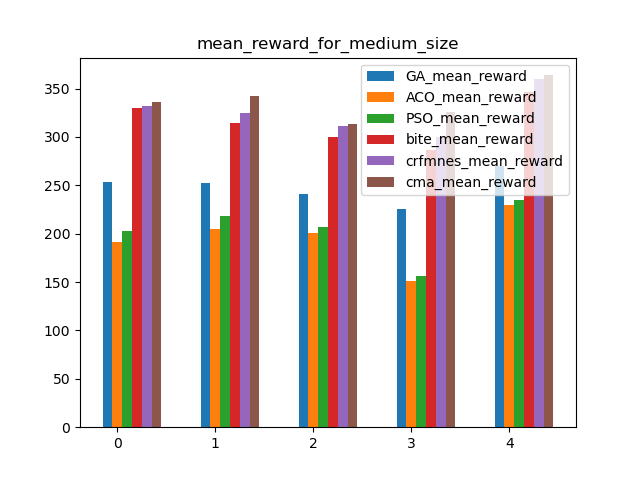 mean_reward_for_medium_size
350
300
250
200
150
100
50
0
GA_mean_reward
ACO_mean_reward
PSO_mean_reward
bite_mean_reward
crfmnes_mean_reward
cma_mean_reward
0 1 2 3 4